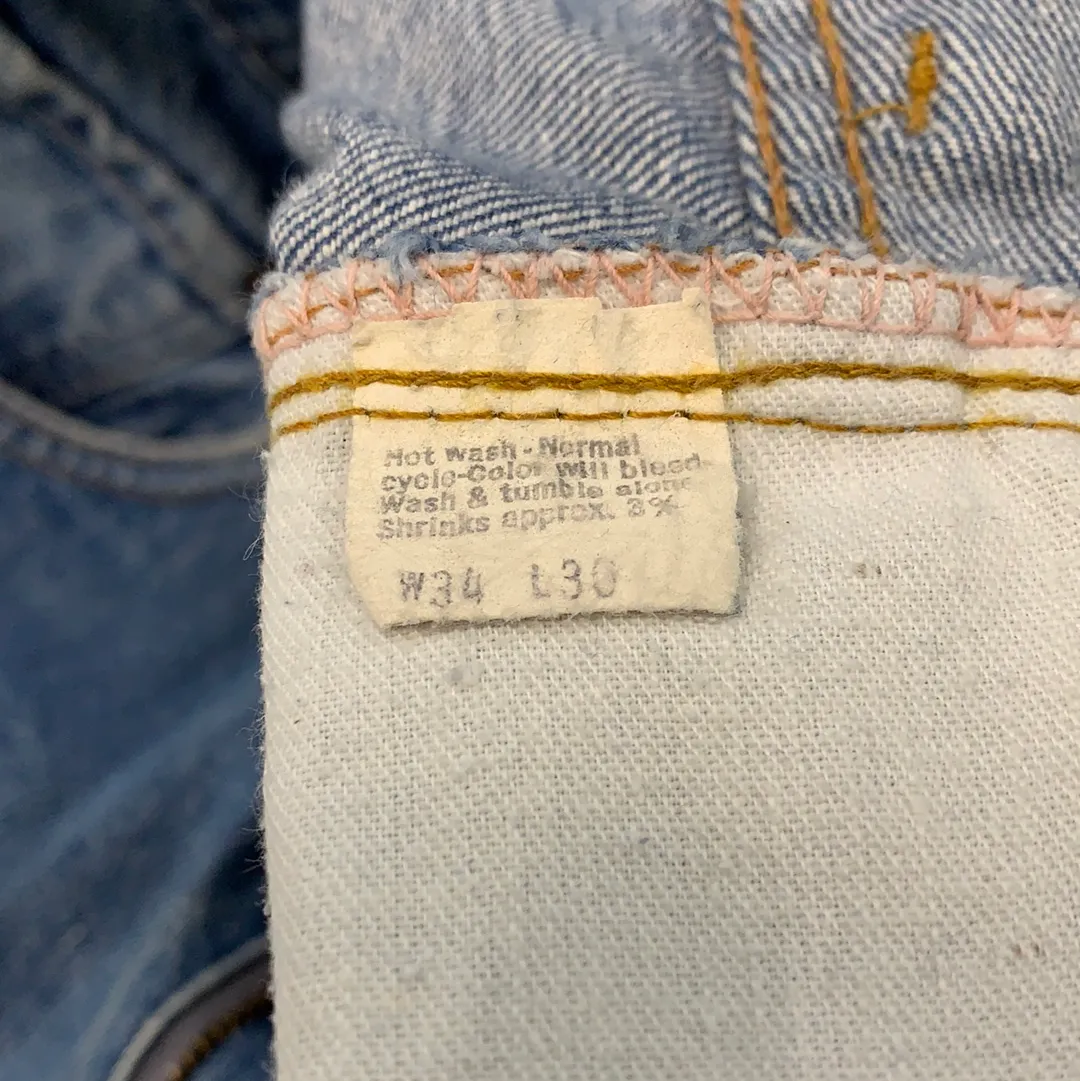 Hot wash-Normal
cycle-Color will bleed-
Wash & tumble alone
Shrinks approx. 3%
W34 L30